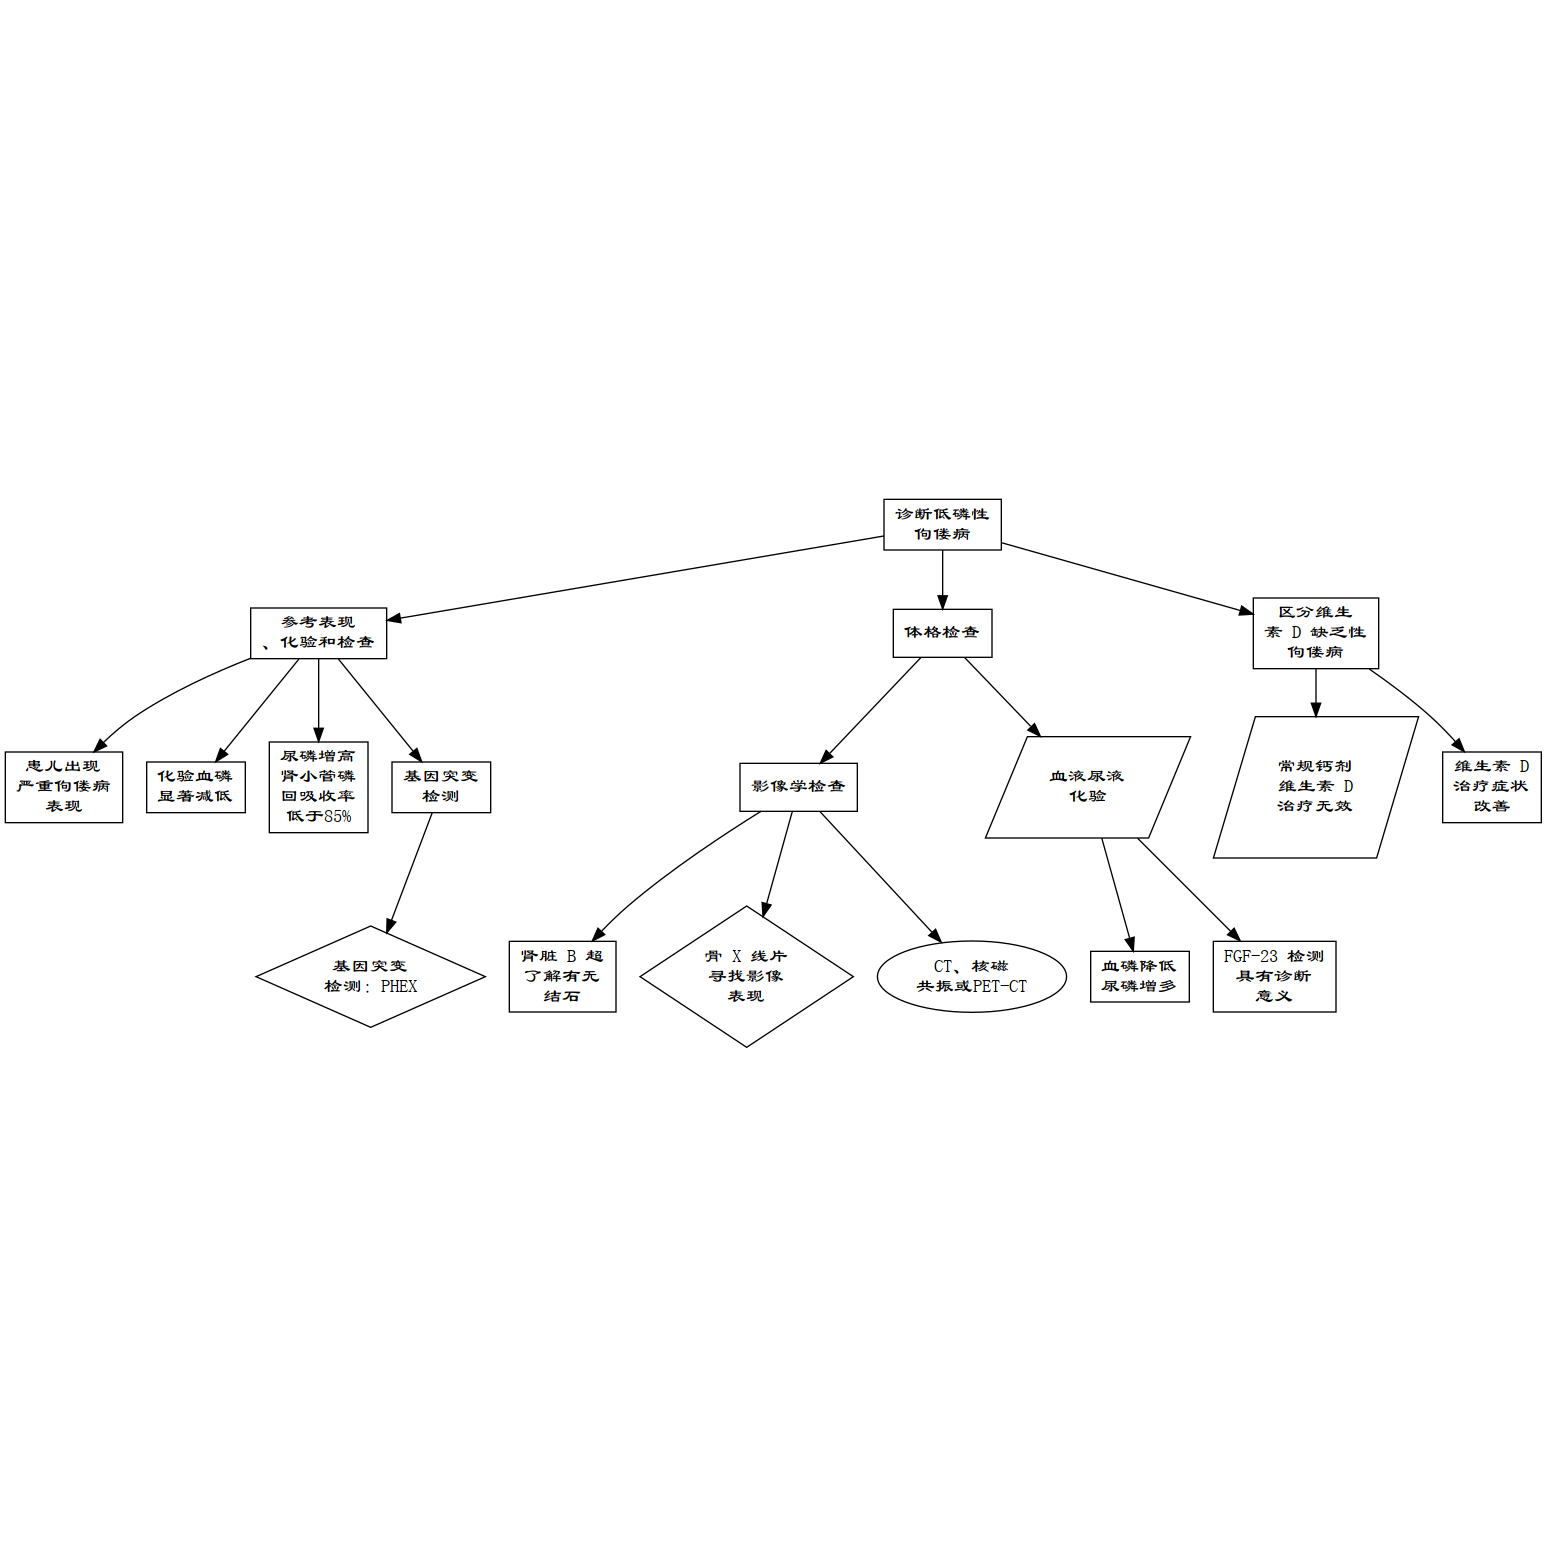 诊断低磷性
佝偻病
参考表现
、化验和检查
体格检查
区分维生
素 D 缺乏性
佝偻病
患儿出现
严重佝偻病
表现
化验血磷
显著减低
尿磷增高
肾小管磷
回吸收率
低于85%
基因突变
检测
影像学检查
血液尿液
化验
常规钙剂
维生素 D
治疗无效
维生素 D
治疗症状
改善
基因突变
检测：PHEX
肾脏 B 超
了解有无
结石
骨 X 线片
寻找影像
表现
CT、核磁
共振或PET-CT
血磷降低
尿磷增多
FGF-23 检测
具有诊断
意义